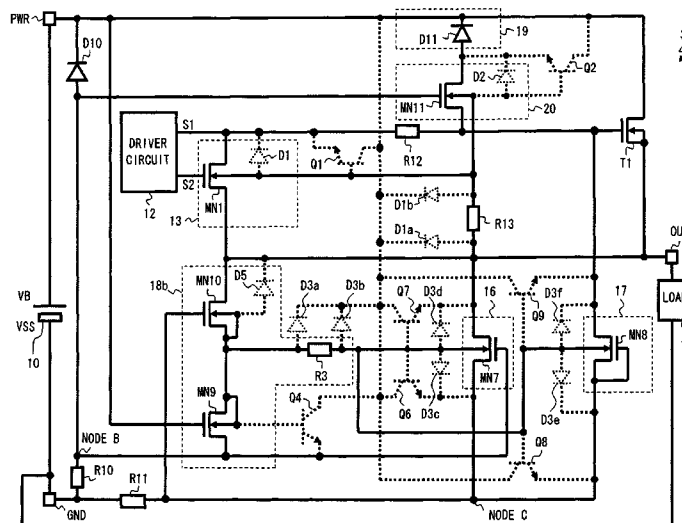 PWR
D10
D11
19
D2
Q2
MN11
20
DRIVER
CIRCUIT
12
S1
S2
D1
Q1
R12
T1
MN1
13
D1b
D1a
R13
OU
VB
VSS
10
18b
MN10
D5
D3a
D3b
Q7
D3d
16
Q9
D3f
17
MN8
LOAD
R3
MN7
MN9
Q4
Q6
D3c
D3e
Q8
NODE B
R10
R11
GND
NODE C